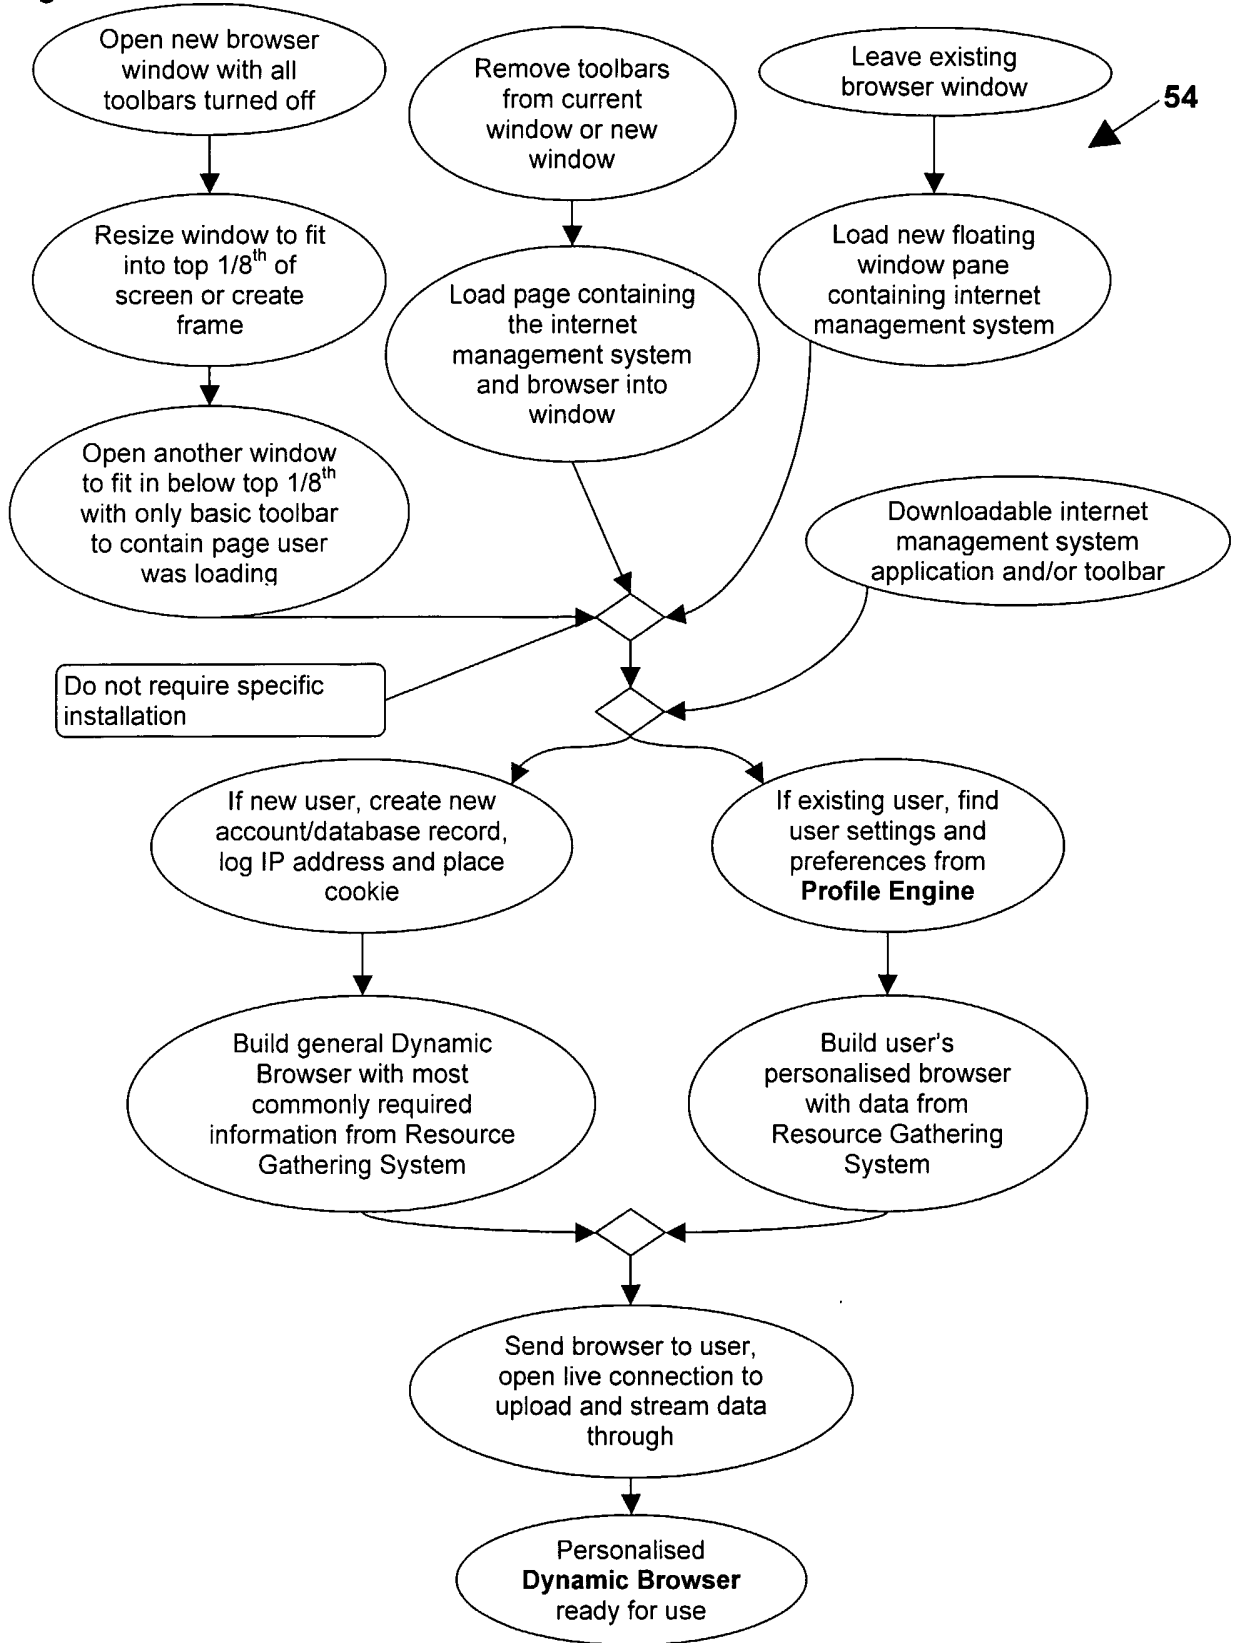 Open new browser
window with all
toolbars turned off
Remove toolbars
from current
window or new
window
Leave existing
browser window
54
Resize window to fit
into top 1/8th of
screen or create
frame
Load page containing
the internet
management system
and browser into
window
Load new floating
window pane
containing internet
management system
Open another window
to fit in below top 1/8th
with only basic toolbar
to contain page user
was loading
Downloadable internet
management system
application and/or toolbar
Do not require specific
installation
If new user, create new
account/database record,
log IP address and place
cookie
If existing user, find
user settings and
preferences from
Profile Engine
Build general Dynamic
Browser with most
commonly required
information from Resource
Gathering System
Build user's
personalised browser
with data from
Resource Gathering
System
Send browser to user,
open live connection to
upload and stream data
through
Personalised
Dynamic Browser
ready for use